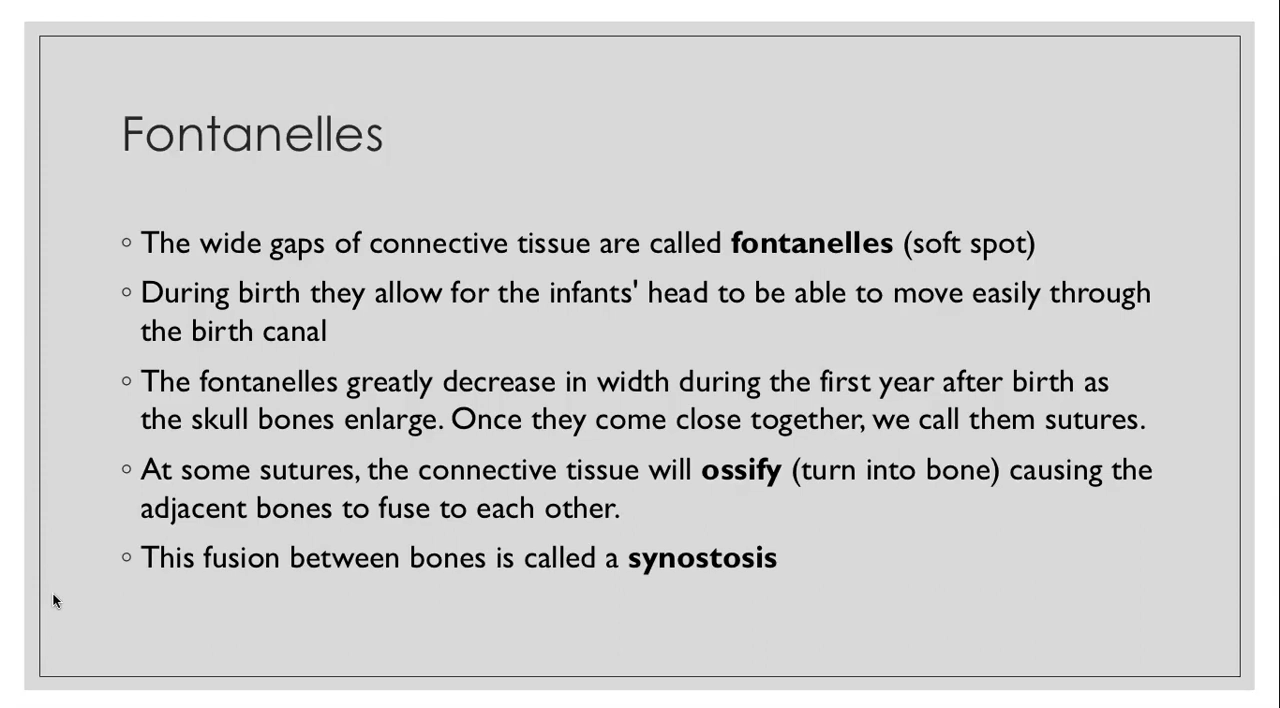 Fontanelles
◦ The wide gaps of connective tissue are called fontanelles (soft spot)
◦ During birth they allow for the infants' head to be able to move easily through
the birth canal
◦ The fontanelles greatly decrease in width during the first year after birth as
the skull bones enlarge. Once they come close together, we call them sutures.
◦ At some sutures, the connective tissue will ossify (turn into bone) causing the
adjacent bones to fuse to each other.
◦ This fusion between bones is called a synostosis